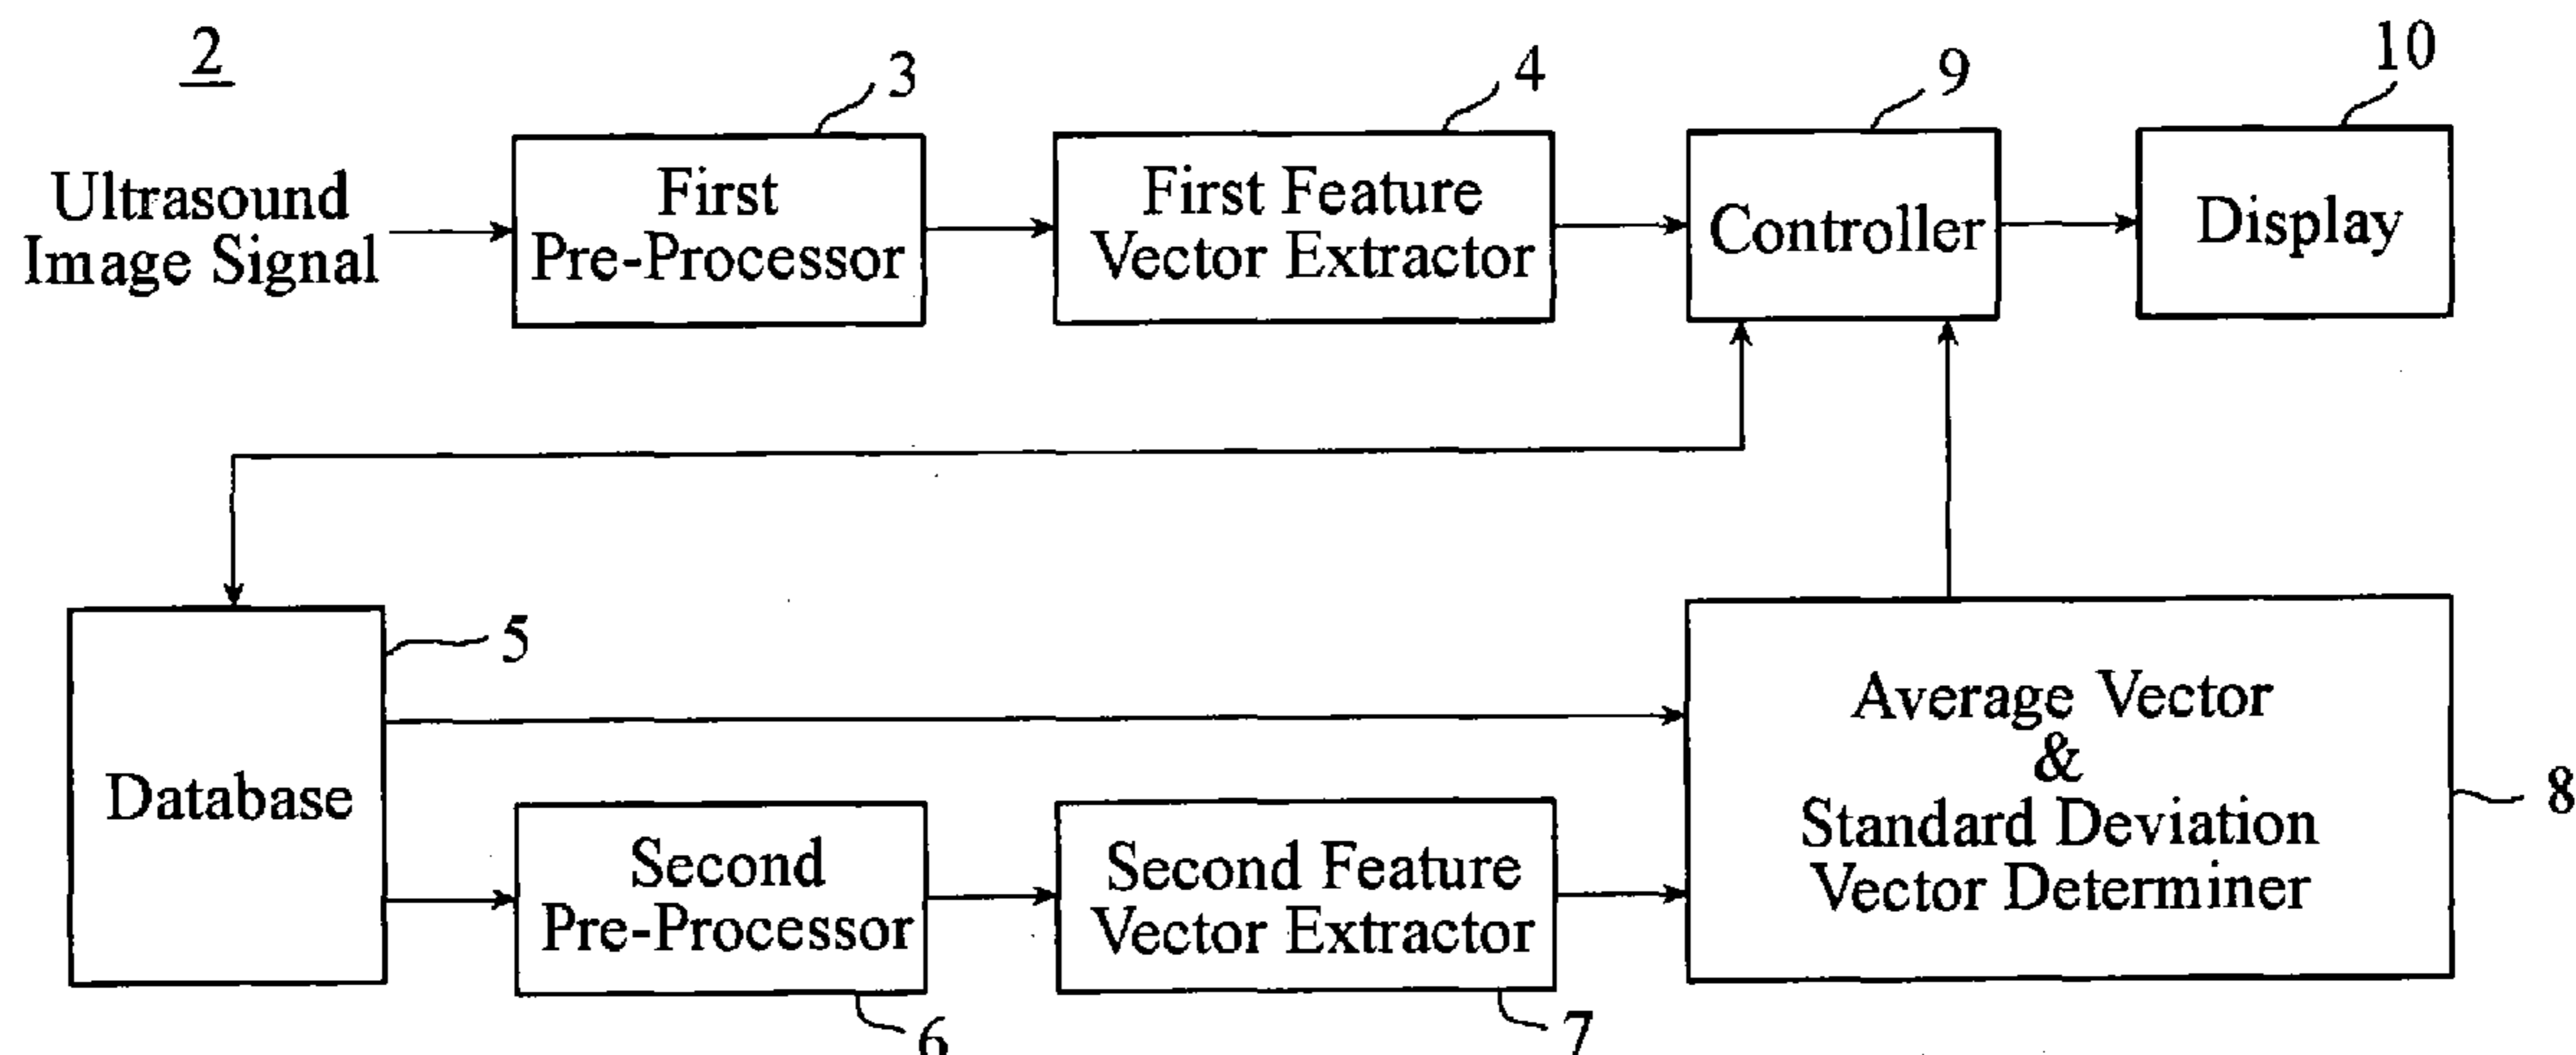 2
3
4
9
10
Ultrasound
Image Signal
First
Pre-Processor
First Feature
Vector Extractor
Controller
Display
5
Database
Average Vector
&
Standard Deviation
Vector Determiner
8
Second
Pre-Processor
Second Feature
Vector Extractor
6
7